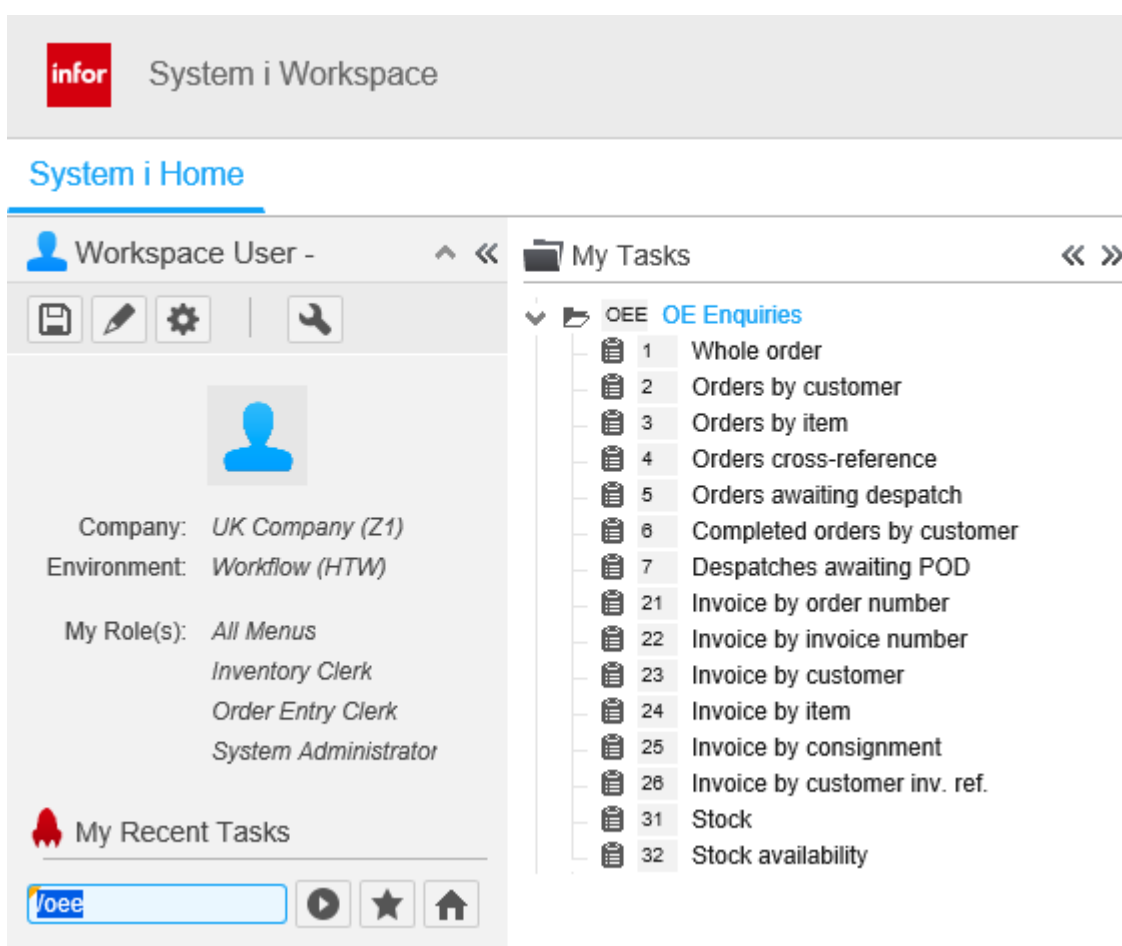 infor
System i Workspace
System i Home
Workspace User -
Company: UK Company (Z1)
Environment: Workflow (HTW)
My Role(s): All Menus
Inventory Clerk
Order Entry Clerk
System Administrator
My Recent Tasks
/oee
My Tasks
OEE OE Enquiries
1 Whole order
2 Orders by customer
3 Orders by item
4 Orders cross-reference
5 Orders awaiting despatch
6 Completed orders by customer
7 Despatches awaiting POD
21 Invoice by order number
22 Invoice by invoice number
23 Invoice by customer
24 Invoice by item
25 Invoice by consignment
26 Invoice by customer inv. ref.
31 Stock
32 Stock availability